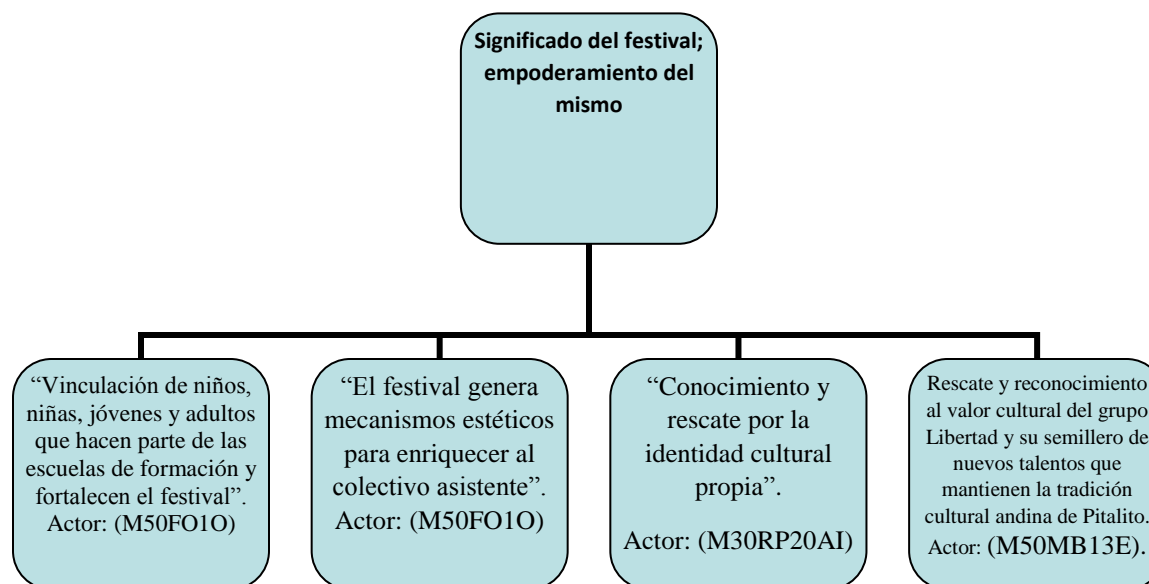 Significado del festival;
empoderamiento del
mismo
“Vinculación de niños,
niñas, jóvenes y adultos
que hacen parte de las
escuelas de formación y
fortalecen el festival”.
Actor: (M50FO1O)
“El festival genera
mecanismos estéticos
para enriquecer al
colectivo asistente”.
Actor: (M50FO1O)
“Conocimiento y
rescate por la
identidad cultural
propia”.
Actor: (M30RP20AI)
Rescate y reconocimiento
al valor cultural del grupo
Libertad y su semillero de
nuevos talentos que
mantienen la tradición
cultural andina de Pitalito.
Actor: (M50MB13E).